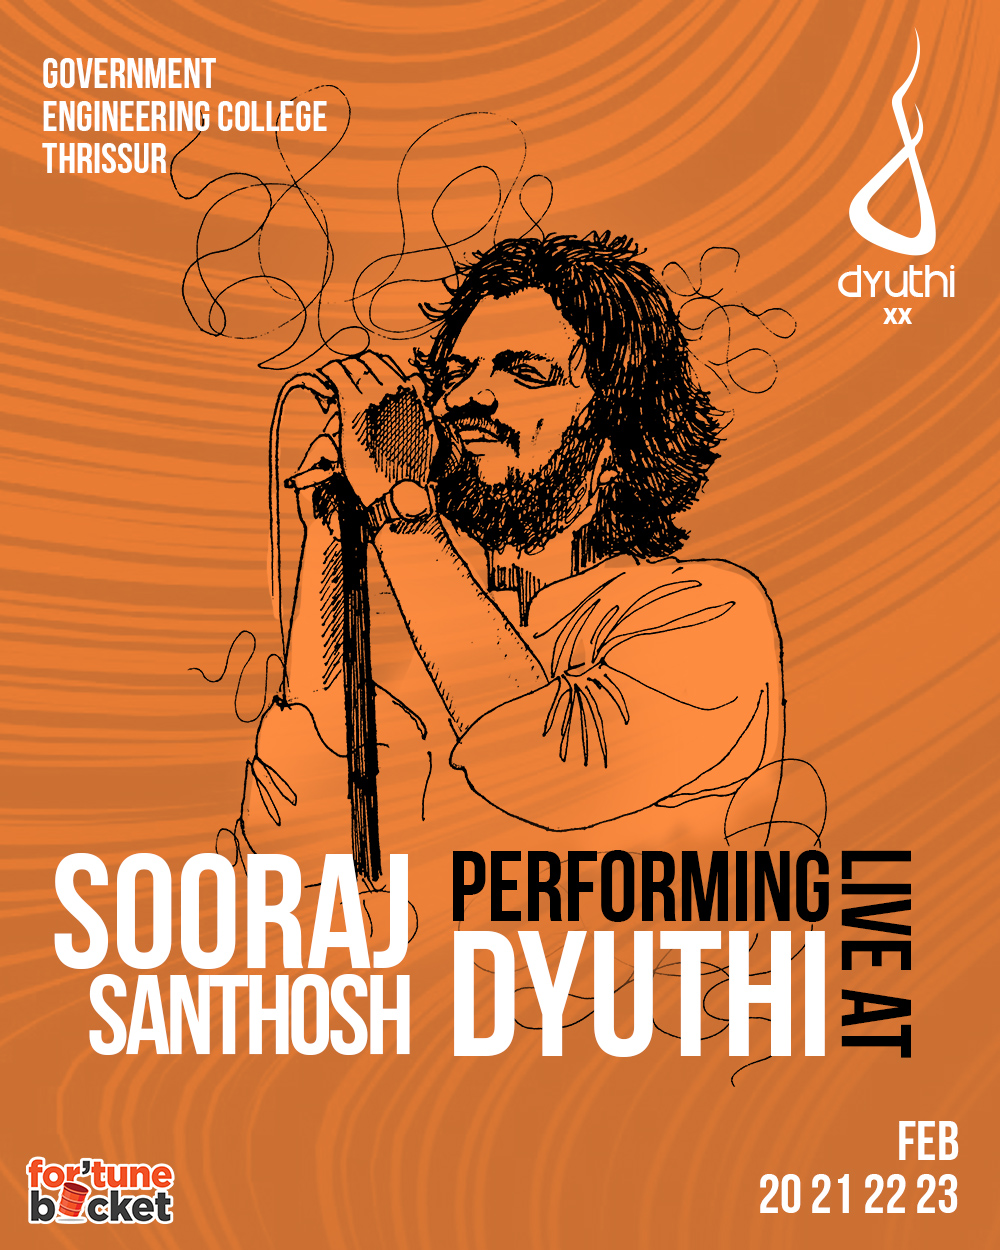 GOVERNMENT
ENGINEERING COLLEGE
THRISSUR
dyuthi
xx
SOORAJ
SANTHOSH
PERFORMING
LIVE AT
DYUTHI
FEB
20 21 22 23
for'tune
bucket